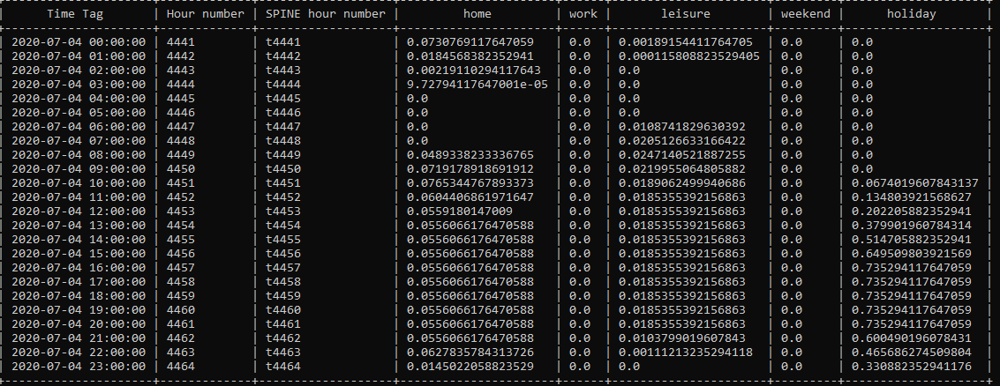 Time Tag | Hour number | SPINE hour number | home | work | leisure | weekend | holiday
2020-07-04 00:00:00 | 4441 | t4441 | 0.0730769117647059 | 0.0 | 0.00189154411764705 | 0.0 | 0.0
2020-07-04 01:00:00 | 4442 | t4442 | 0.0184568382352941 | 0.0 | 0.000115808823529405 | 0.0 | 0.0
2020-07-04 02:00:00 | 4443 | t4443 | 0.00219110294117643 | 0.0 | 0.0 | 0.0 | 0.0
2020-07-04 03:00:00 | 4444 | t4444 | 9.72794117647001e-05 | 0.0 | 0.0 | 0.0 | 0.0
2020-07-04 04:00:00 | 4445 | t4445 | 0.0 | 0.0 | 0.0 | 0.0 | 0.0
2020-07-04 05:00:00 | 4446 | t4446 | 0.0 | 0.0 | 0.0 | 0.0 | 0.0
2020-07-04 06:00:00 | 4447 | t4447 | 0.0 | 0.0 | 0.0108741829630392 | 0.0 | 0.0
2020-07-04 07:00:00 | 4448 | t4448 | 0.0 | 0.0 | 0.0205126633166422 | 0.0 | 0.0
2020-07-04 08:00:00 | 4449 | t4449 | 0.0489338233336765 | 0.0 | 0.0247140521887255 | 0.0 | 0.0
2020-07-04 09:00:00 | 4450 | t4450 | 0.0719178918691912 | 0.0 | 0.0219955064805882 | 0.0 | 0.0
2020-07-04 10:00:00 | 4451 | t4451 | 0.0765344767893373 | 0.0 | 0.0189062499940686 | 0.0 | 0.0674019607843137
2020-07-04 11:00:00 | 4452 | t4452 | 0.0604406861971647 | 0.0 | 0.0185355392156863 | 0.0 | 0.134803921568627
2020-07-04 12:00:00 | 4453 | t4453 | 0.0559180147009 | 0.0 | 0.0185355392156863 | 0.0 | 0.202205882352941
2020-07-04 13:00:00 | 4454 | t4454 | 0.0556066176470588 | 0.0 | 0.0185355392156863 | 0.0 | 0.379901960784314
2020-07-04 14:00:00 | 4455 | t4455 | 0.0556066176470588 | 0.0 | 0.0185355392156863 | 0.0 | 0.514705882352941
2020-07-04 15:00:00 | 4456 | t4456 | 0.0556066176470588 | 0.0 | 0.0185355392156863 | 0.0 | 0.649509803921569
2020-07-04 16:00:00 | 4457 | t4457 | 0.0556066176470588 | 0.0 | 0.0185355392156863 | 0.0 | 0.735294117647059
2020-07-04 17:00:00 | 4458 | t4458 | 0.0556066176470588 | 0.0 | 0.0185355392156863 | 0.0 | 0.735294117647059
2020-07-04 18:00:00 | 4459 | t4459 | 0.0556066176470588 | 0.0 | 0.0185355392156863 | 0.0 | 0.735294117647059
2020-07-04 19:00:00 | 4460 | t4460 | 0.0556066176470588 | 0.0 | 0.0185355392156863 | 0.0 | 0.735294117647059
2020-07-04 20:00:00 | 4461 | t4461 | 0.0556066176470588 | 0.0 | 0.0185355392156863 | 0.0 | 0.735294117647059
2020-07-04 21:00:00 | 4462 | t4462 | 0.0556066176470588 | 0.0 | 0.0103799019607843 | 0.0 | 0.600490196078431
2020-07-04 22:00:00 | 4463 | t4463 | 0.0627835784313726 | 0.0 | 0.00111213235294118 | 0.0 | 0.465686274509804
2020-07-04 23:00:00 | 4464 | t4464 | 0.0145022058823529 | 0.0 | 0.0 | 0.0 | 0.330882352941176